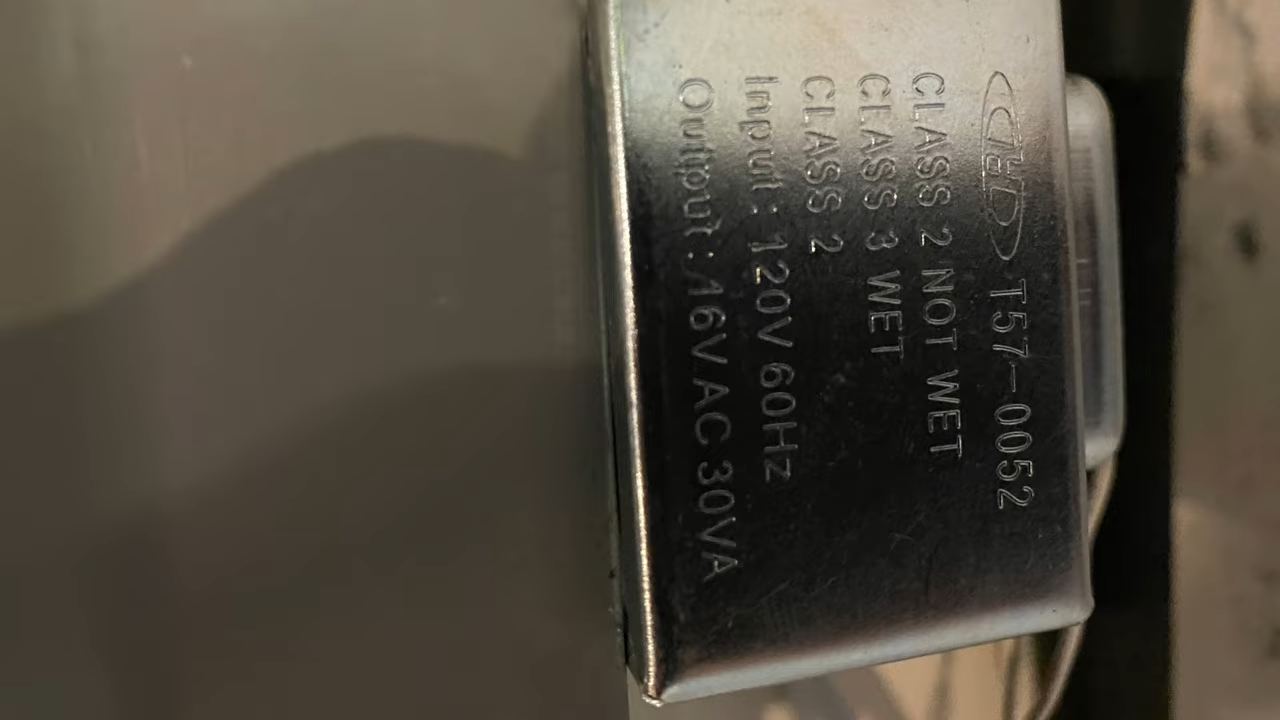 T57-0052
CLASS 2 NOT WET
CLASS 3 WET
CLASS 2
Input : 120V 60Hz
Output : 16V AC 30VA